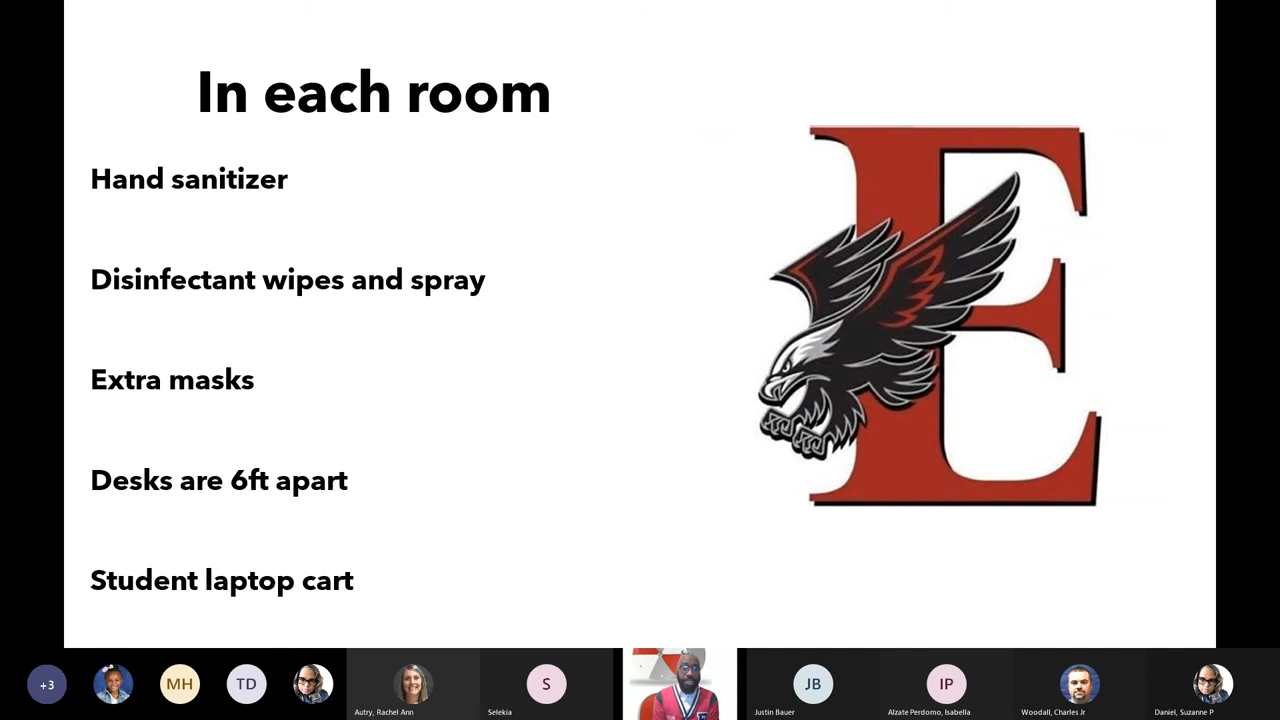 In each room
Hand sanitizer
Disinfectant wipes and spray
Extra masks
Desks are 6ft apart
Student laptop cart
E
+3
MH
TD
Autry, Rachel Ann
S
Selekia
JB
Justin Bauer
IP
Alzate Perdomo, Isabella
Woodall, Charles Jr
Daniel, Suzanne P